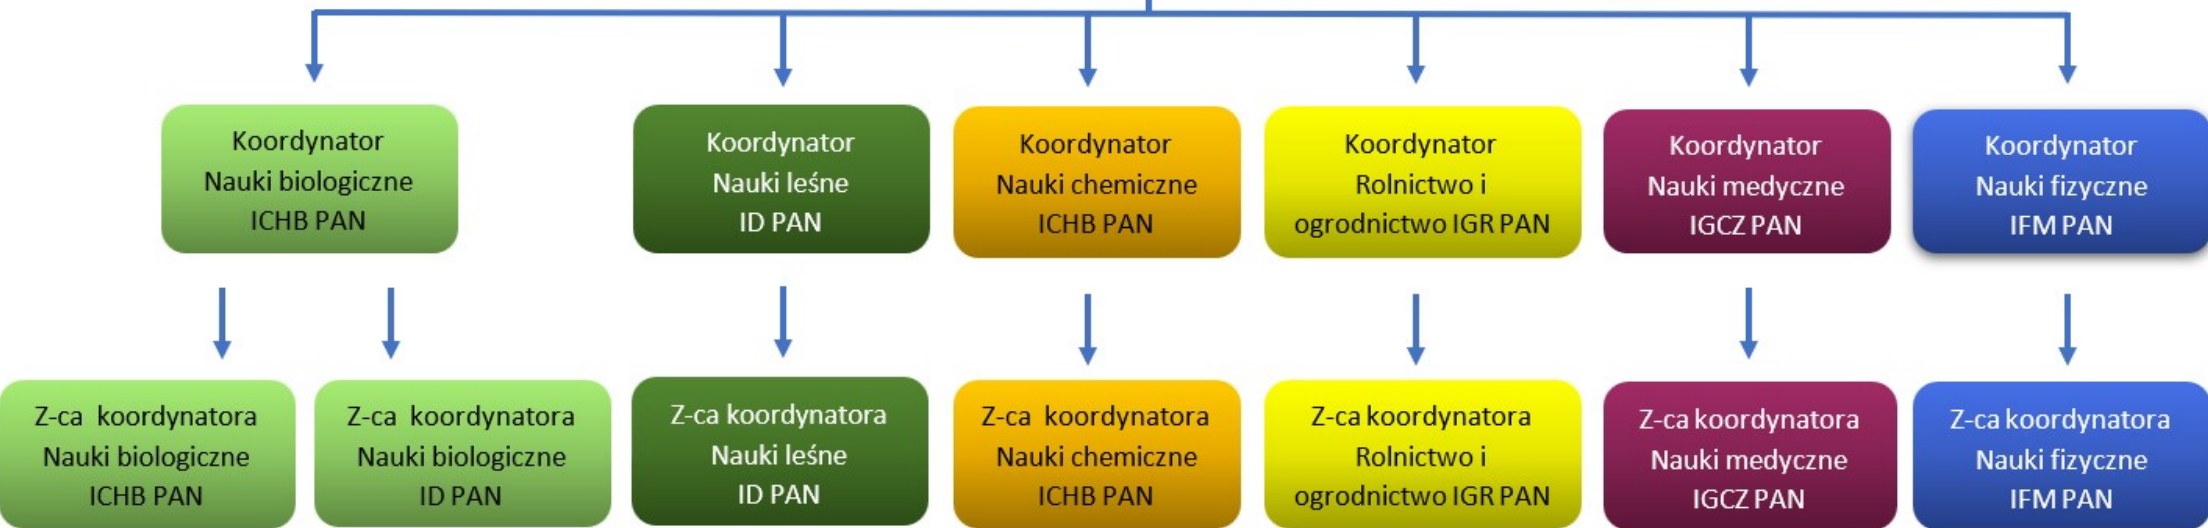 Koordynator
Nauki biologiczne
ICHB PAN
Koordynator
Nauki leśne
ID PAN
Koordynator
Nauki chemiczne
ICHB PAN
Koordynator
Rolnictwo i
ogrodnictwo IGR PAN
Koordynator
Nauki medyczne
IGCZ PAN
Koordynator
Nauki fizyczne
IFM PAN
Z-ca koordynatora
Nauki biologiczne
ICHB PAN
Z-ca koordynatora
Nauki biologiczne
ID PAN
Z-ca koordynatora
Nauki leśne
ID PAN
Z-ca koordynatora
Nauki chemiczne
ICHB PAN
Z-ca koordynatora
Rolnictwo i
ogrodnictwo IGR PAN
Z-ca koordynatora
Nauki medyczne
IGCZ PAN
Z-ca koordynatora
Nauki fizyczne
IFM PAN